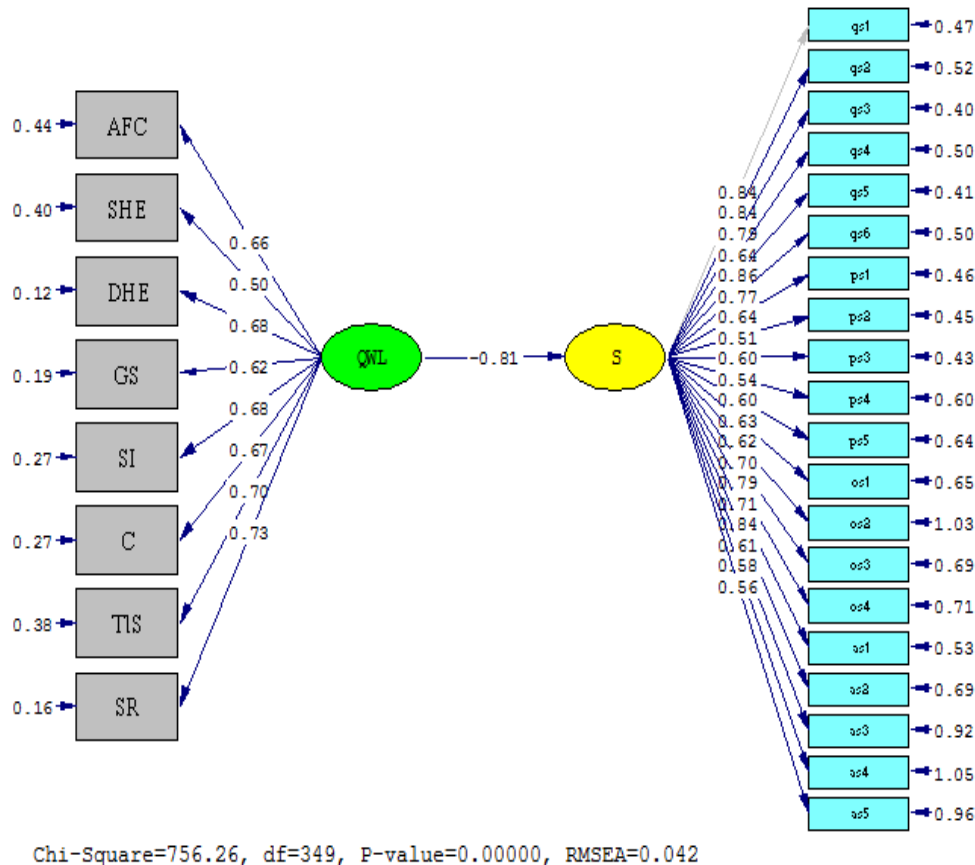 0.44 AFC
0.40 SHE
0.12 DHE
0.19 GS
0.27 SI
0.27 C
0.38 TlS
0.16 SR
0.66
0.50
0.68
0.62
0.68
0.67
0.70
0.73
QWL
-0.81
S
0.84
0.84
0.79
0.64
0.86
0.77
0.64
0.51
0.60
0.54
0.60
0.63
0.62
0.70
0.79
0.71
0.84
0.61
0.58
0.56
qs1 0.47
qs2 0.52
qs3 0.40
qs4 0.50
qs5 0.41
qs6 0.50
ps1 0.46
ps2 0.45
ps3 0.43
ps4 0.60
ps5 0.64
os1 0.65
os2 1.03
os3 0.69
os4 0.71
as1 0.53
as2 0.69
as3 0.92
as4 1.05
as5 0.96
Chi-Square=756.26, df=349, P-value=0.00000, RMSEA=0.042